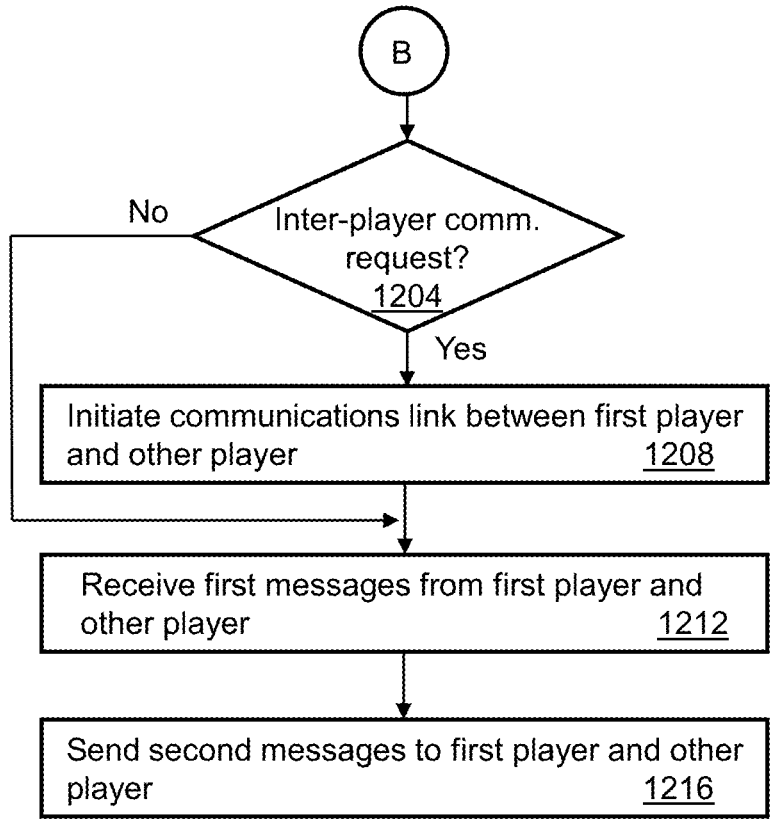 B
No
Inter-player comm.
request?
1204
Yes
Initiate communications link between first player
and other player 1208
Receive first messages from first player and
other player 1212
Send second messages to first player and other
player 1216